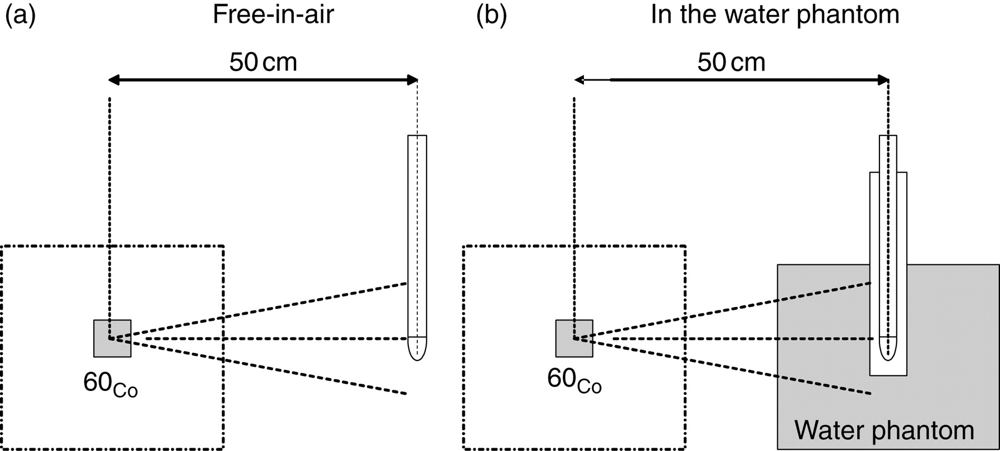 (a) Free-in-air
50 cm
60Co
(b) In the water phantom
50 cm
60Co
Water phantom